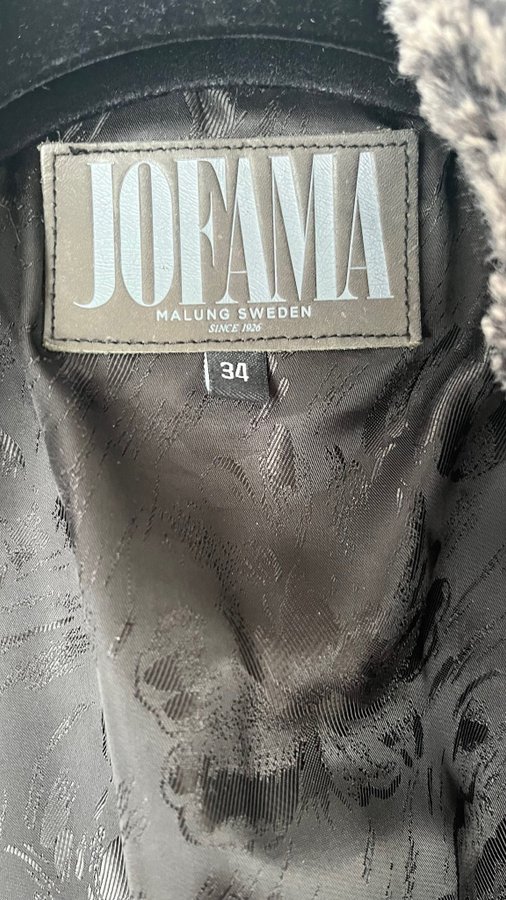 JOFAMA
MALUNG SWEDEN
SINCE 1926
34